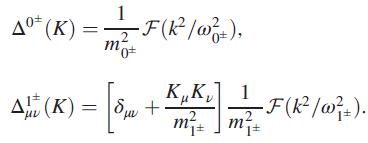 Δ^{0^±}(K) = \frac{1}{m_{0^±}^2} \mathcal{F}(k^2/ω_{0^±}^2),
Δ_{μν}^{1^±}(K) = \left[ δ_{μν} + \frac{K_μ K_ν}{m_{1^±}^2} \right] \frac{1}{m_{1^±}^2} \mathcal{F}(k^2/ω_{1^±}^2).